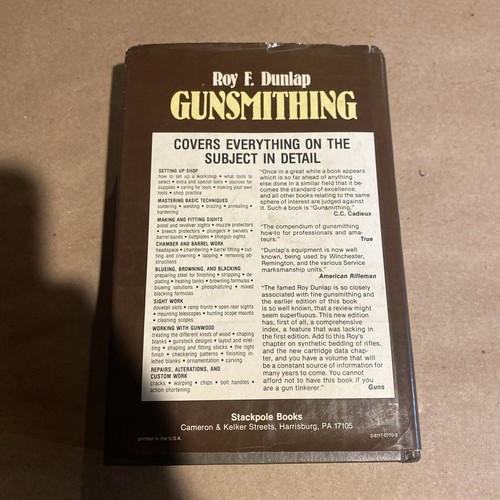 Roy F. Dunlap
GUNSMITHING
COVERS EVERYTHING ON THE
SUBJECT IN DETAIL
SETTING UP SHOP
how to set up a workshop • what tools to
select • extra and special tools • sources for
supplies • caring for tools • making your own
tools • shop practice
MASTERING BASIC TECHNIQUES
soldering • welding • brazing • annealing •
hardening
MAKING AND FITTING SIGHTS
pistol and revolver sights • muzzle protectors
• breech protectors • plungers • swivels •
barrel bands • buttplates • shotgun sights
CHAMBER AND BARREL WORK
headspace • chambering • barrel fitting • cut-
ting and crowning • lapping • removing ob-
structions
BLUEING, BROWNING, AND BLACKING
preparing steel for finishing • stripping • de-
plating • heating tanks • browning formulas •
blueing solutions • phosphatizing • mixed
blacking formulas
SIGHT WORK
dovetail slots • ramp fronts • open rear sights
• mounting telescopes • hunting scope mounts
• cleaning scopes
WORKING WITH GUNWOOD
treating the different kinds of wood • shaping
blanks • gunstock designs • layout and inlet-
ting • shaping and fitting stocks • the right
finish • checkering patterns • finishing in-
letted blanks • ornamentation • carving
REPAIRS, ALTERATIONS, AND
CUSTOM WORK
cracks • warping • chips • bolt handles •
action shortening
"Once in a great while a book appears
which is so far ahead of anything
else done in a similar field that it be-
comes the standard of excellence,
and all other books relating to the same
sphere of interest are judged against
it. Such a book is "Gunsmithing."
C.C. Cadieux
"The compendium of gunsmithing
how-to for professionals and ama-
teurs."
True
"Dunlap's equipment is now well
known, being used by Winchester,
Remington, and the various Service
marksmanship units."
American Rifleman
"The famed Roy Dunlap is so closely
associated with fine gunsmithing and
the earlier edition of this book
is so well known, that a review might
seem superfluous. This new edition
has, first of all, a comprehensive
index, a feature that was lacking in
the first edition. Add to this Roy's
chapter on synthetic bedding of rifles,
and the new cartridge data chap-
ter, and you have a volume that will
be a constant source of information for
many years to come. You cannot
afford not to have this book if you
are a gun tinkerer."
Guns
Stackpole Books
Cameron & Kelker Streets, Harrisburg, PA 17105
printed in the U.S.A.
0-8117-0770-9